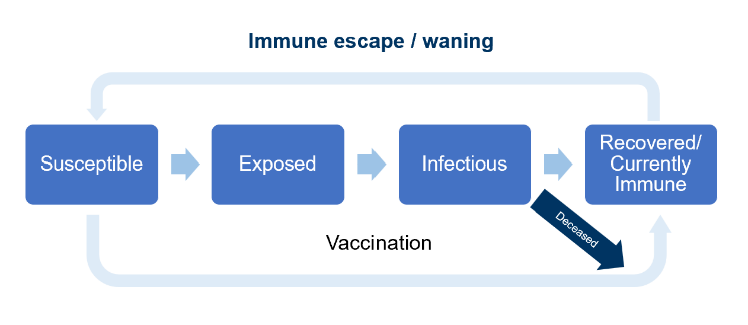 Immune escape / waning
Susceptible
Exposed
Infectious
Recovered/
Currently
Immune
Deceased
Vaccination